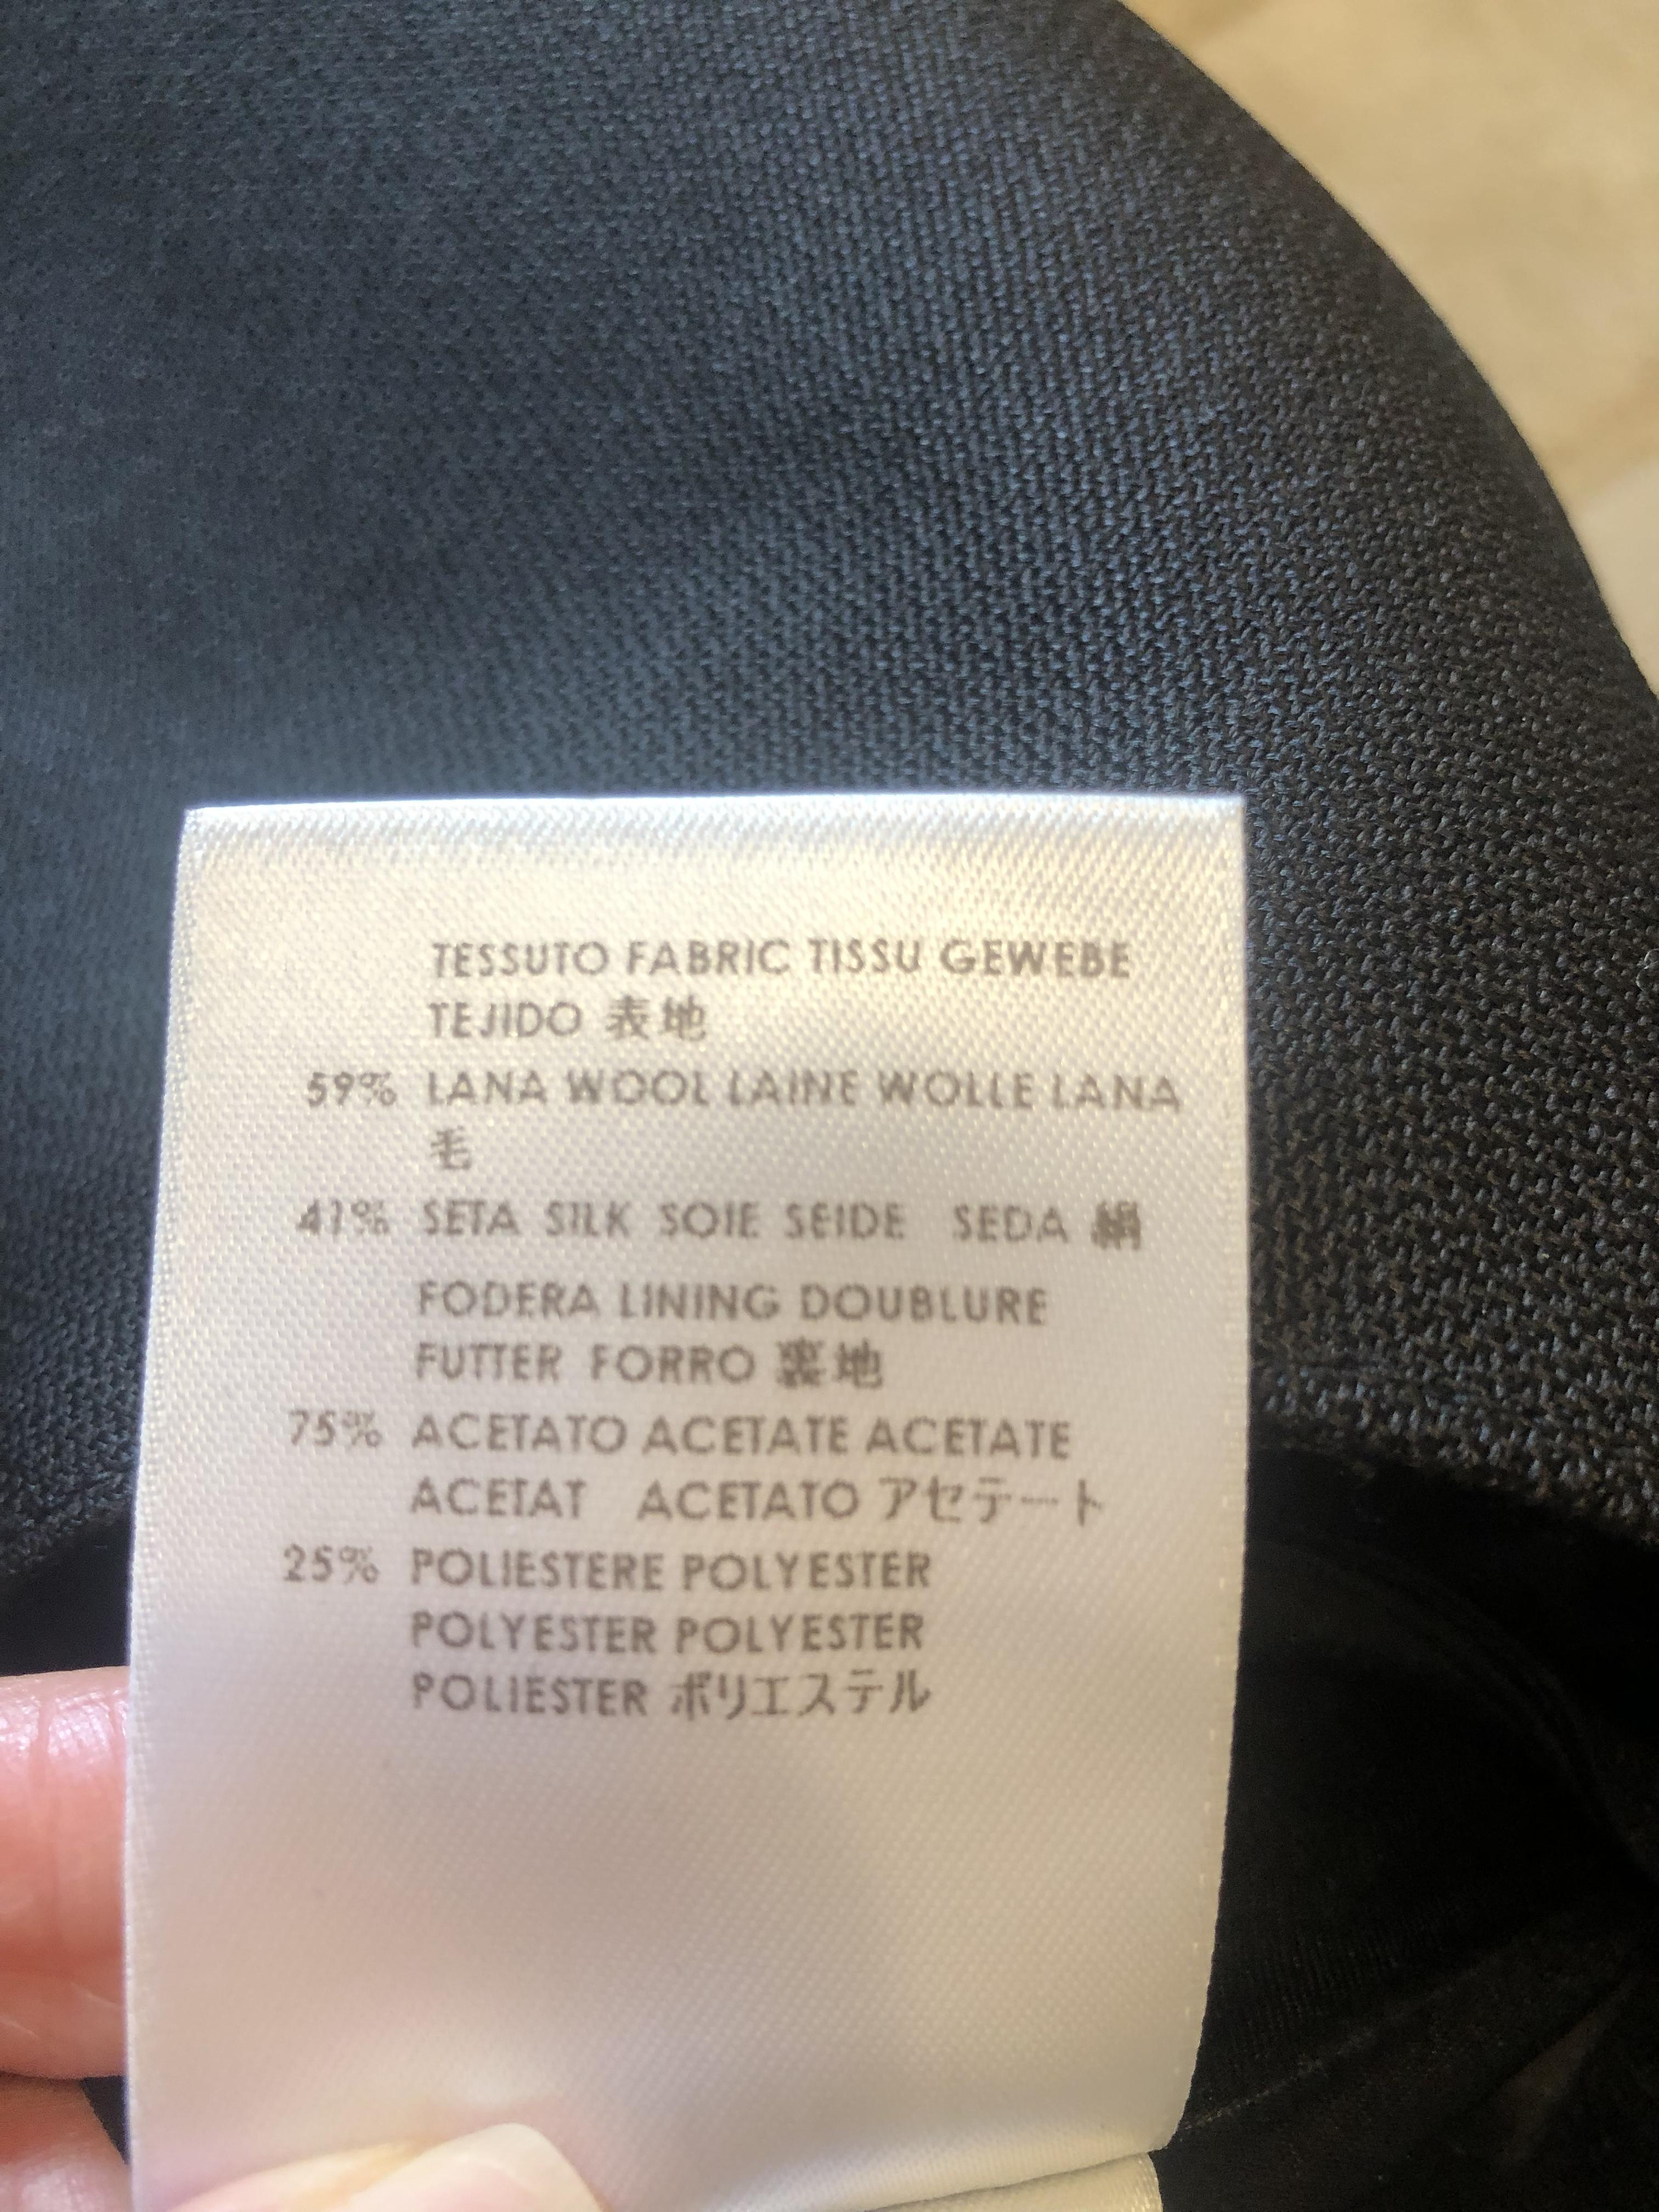 TESSUTO FABRIC TISSU GEWEBE
TEJIDO 表地
59% LANA WOOL LAINE WOLLE LANA
毛
41% SETA SILK SOIE SEIDE SEDA 絹
FODERA LINING DOUBLURE
FUTTER FORRO 裏地
75% ACETATO ACETATE ACETATE
ACETAT ACETATO アセテート
25% POLIESTERE POLYESTER
POLYESTER POLYESTER
POLIESTER ポリエステル